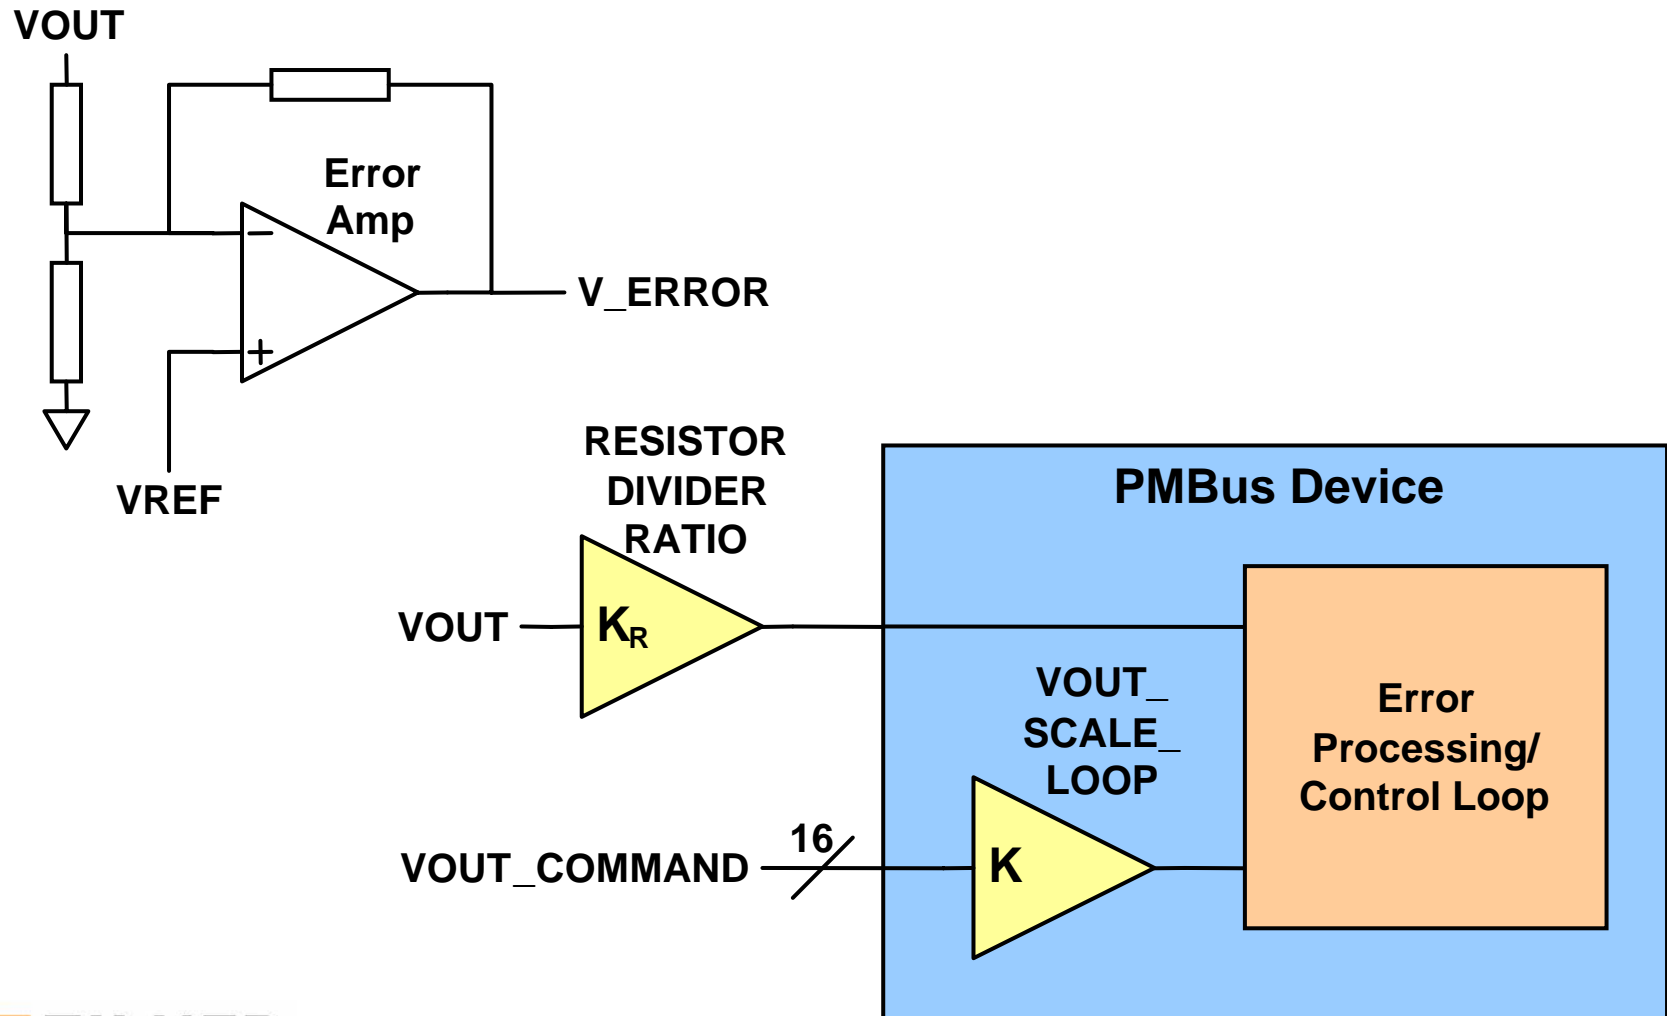 VOUT
Error
Amp
−
+
V_ERROR
VREF
RESISTOR
DIVIDER
RATIO
PMBus Device
VOUT
KR
VOUT_
SCALE_
LOOP
Error
Processing/
Control Loop
16
VOUT_COMMAND
K